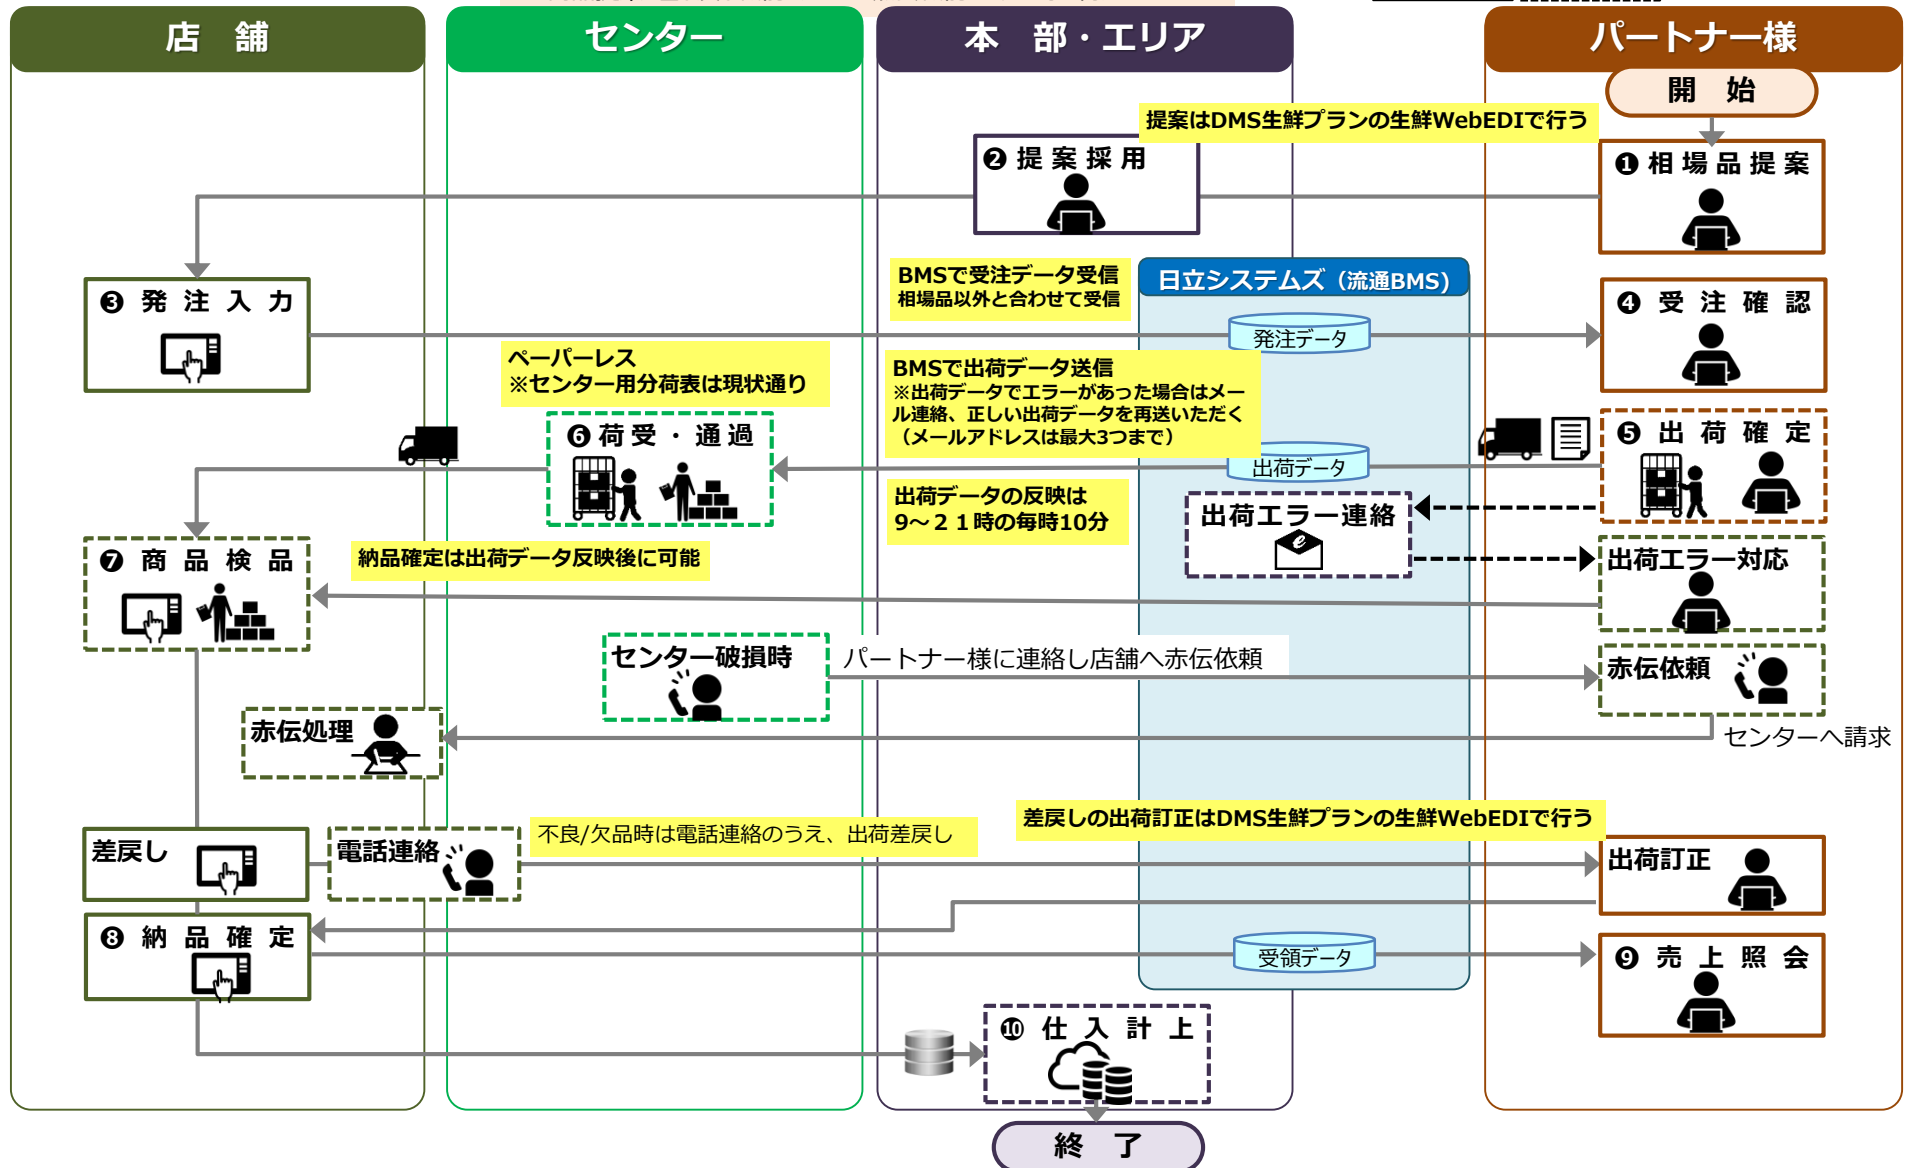 店 舗
センター
本 部・エリア
パートナー様
開 始
提案はDMS生鮮プランの生鮮WebEDIで行う
❷提案採用
❶相場品提案
BMSで受注データ受信
相場品以外と合わせて受信
日立システムズ（流通BMS）
❸発注入力
❹受注確認
発注データ
ペーパーレス
※センター用分荷表は現状通り
BMSで出荷データ送信
※出荷データでエラーがあった場合はメー
ル連絡、正しい出荷データを再送いただく
（メールアドレスは最大3つまで）
❻荷受・通過
❺出荷確定
出荷データ
出荷データの反映は
9～２１時の毎時10分
出荷エラー連絡
❼商品検品
納品確定は出荷データ反映後に可能
出荷エラー対応
センター破損時
パートナー様に連絡し店舗へ赤伝依頼
赤伝依頼
赤伝処理
センターへ請求
差戻し
電話連絡
不良/欠品時は電話連絡のうえ、出荷差戻し
差戻しの出荷訂正はDMS生鮮プランの生鮮WebEDIで行う
出荷訂正
❽納品確定
受領データ
❾売上照会
❿仕入計上
終 了